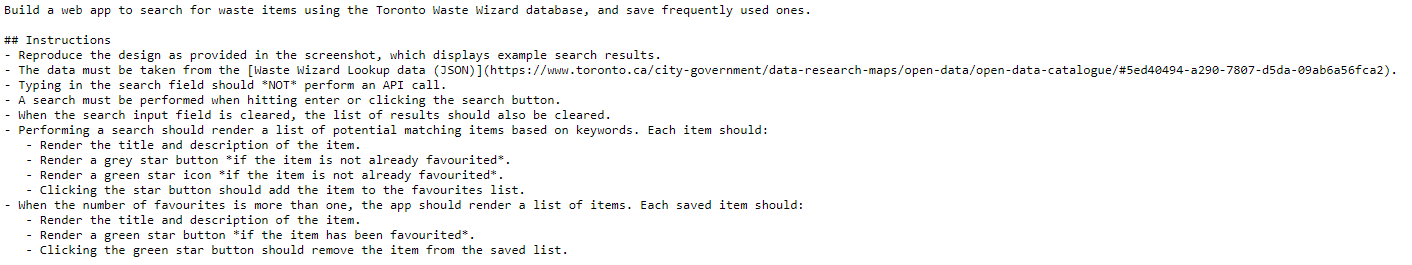 Build a web app to search for waste items using the Toronto Waste Wizard database, and save frequently used ones.
## Instructions
- Reproduce the design as provided in the screenshot, which displays example search results.
- The data must be taken from the [Waste Wizard Lookup data (JSON)](https://www.toronto.ca/city-government/data-research-maps/open-data/open-data-catalogue/#5ed40494-a290-7807-d5da-09ab6a56fca2).
- Typing in the search field should *NOT* perform an API call.
- A search must be performed when hitting enter or clicking the search button.
- When the search input field is cleared, the list of results should also be cleared.
- Performing a search should render a list of potential matching items based on keywords. Each item should:
- Render the title and description of the item.
- Render a grey star button *if the item is not already favourited*.
- Render a green star icon *if the item is not already favourited*.
- Clicking the star button should add the item to the favourites list.
- When the number of favourites is more than one, the app should render a list of items. Each saved item should:
- Render the title and description of the item.
- Render a green star button *if the item has been favourited*.
- Clicking the green star button should remove the item from the saved list.